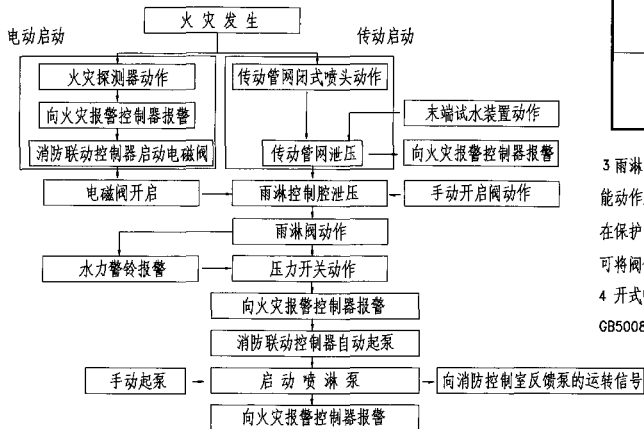 火灾发生
电动启动
传动启动
火灾探测器动作
传动管网闭式喷头动作
向火灾报警控制器报警
末端试水装置动作
消防联动控制器启动电磁阀
传动管网泄压
向火灾报警控制器报警
电磁阀开启
雨淋控制腔泄压
手动开启阀动作
雨淋阀动作
水力警铃报警
压力开关动作
向火灾报警控制器报警
消防联动控制器自动起泵
手动起泵
启动喷淋泵
向消防控制室反馈泵的运转信号
向火灾报警控制器报警
3 雨淋
能动作
在保护
可将阀
4 开式
GB5008